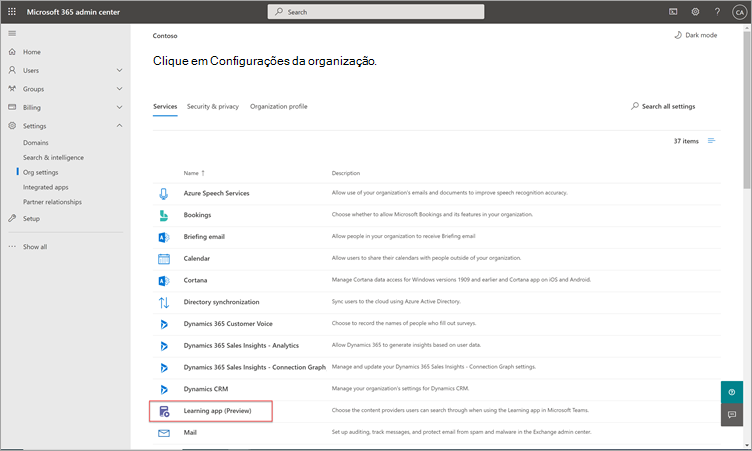 Microsoft 365 admin center
Search
CA
Contoso
Dark mode
Home
Users
Groups
Billing
Settings
Domains
Search & intelligence
Org settings
Integrated apps
Partner relationships
Setup
Show all
Clique em Configurações da organização.
Services Security & privacy Organization profile
Search all settings
37 items
Name ↑ Description
Azure Speech Services Allow use of your organization's emails and documents to improve speech recognition accuracy.
Bookings Choose whether to allow Microsoft Bookings and its features in your organization.
Briefing email Allow people in your organization to receive Briefing email
Calendar Allow users to share their calendars with people outside of your organization.
Cortana Manage Cortana data access for Windows versions 1909 and earlier and Cortana app on iOS and Android.
Directory synchronization Sync users to the cloud using Azure Active Directory.
Dynamics 365 Customer Voice Choose to record the names of people who fill out surveys.
Dynamics 365 Sales Insights - Analytics Allow Dynamics 365 to generate insights based on user data.
Dynamics 365 Sales Insights - Connection Graph Manage and update your Dynamics 365 Sales Insights - Connection Graph settings.
Dynamics CRM Manage your organization's settings for Dynamics CRM.
Learning app (Preview) Choose the content providers users can search through when using the Learning app in Microsoft Teams.
Mail Set up auditing, track messages, and protect email from spam and malware in the Exchange admin center.